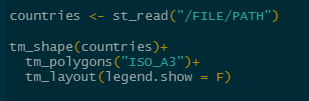 countries <- st_read("/FILE/PATH")
tm_shape(countries)+
  tm_polygons("ISO_A3")+
  tm_layout(legend.show = F)